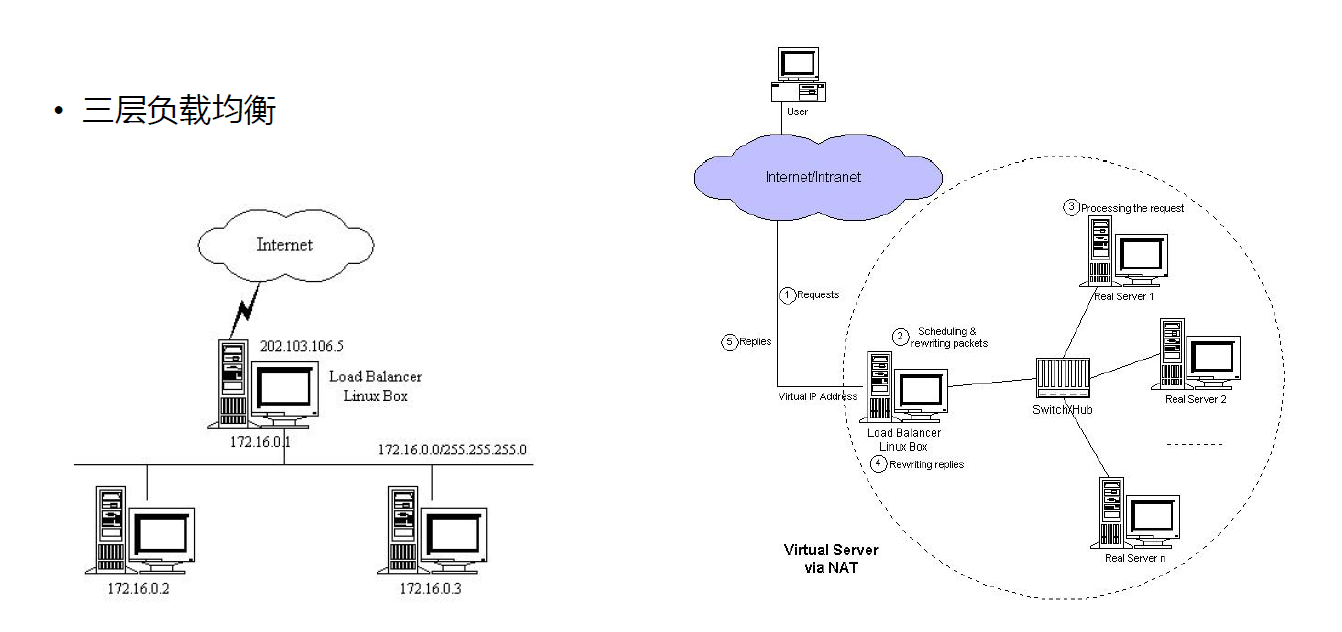 • 三层负载均衡
Internet
202.103.106.5
Load Balancer
Linux Box
172.16.0.1
172.16.0.0/255.255.255.0
172.16.0.2
172.16.0.3
User
Internet/Intranet
3 Processing the request
Real Server 1
1 Requests
2 Scheduling &
rewriting packets
5 Replies
Real Server 2
Switch/Hub
Virtual IP Address
Load Balancer
Linux Box
4 Rewriting replies
Real Server n
Virtual Server
via NAT